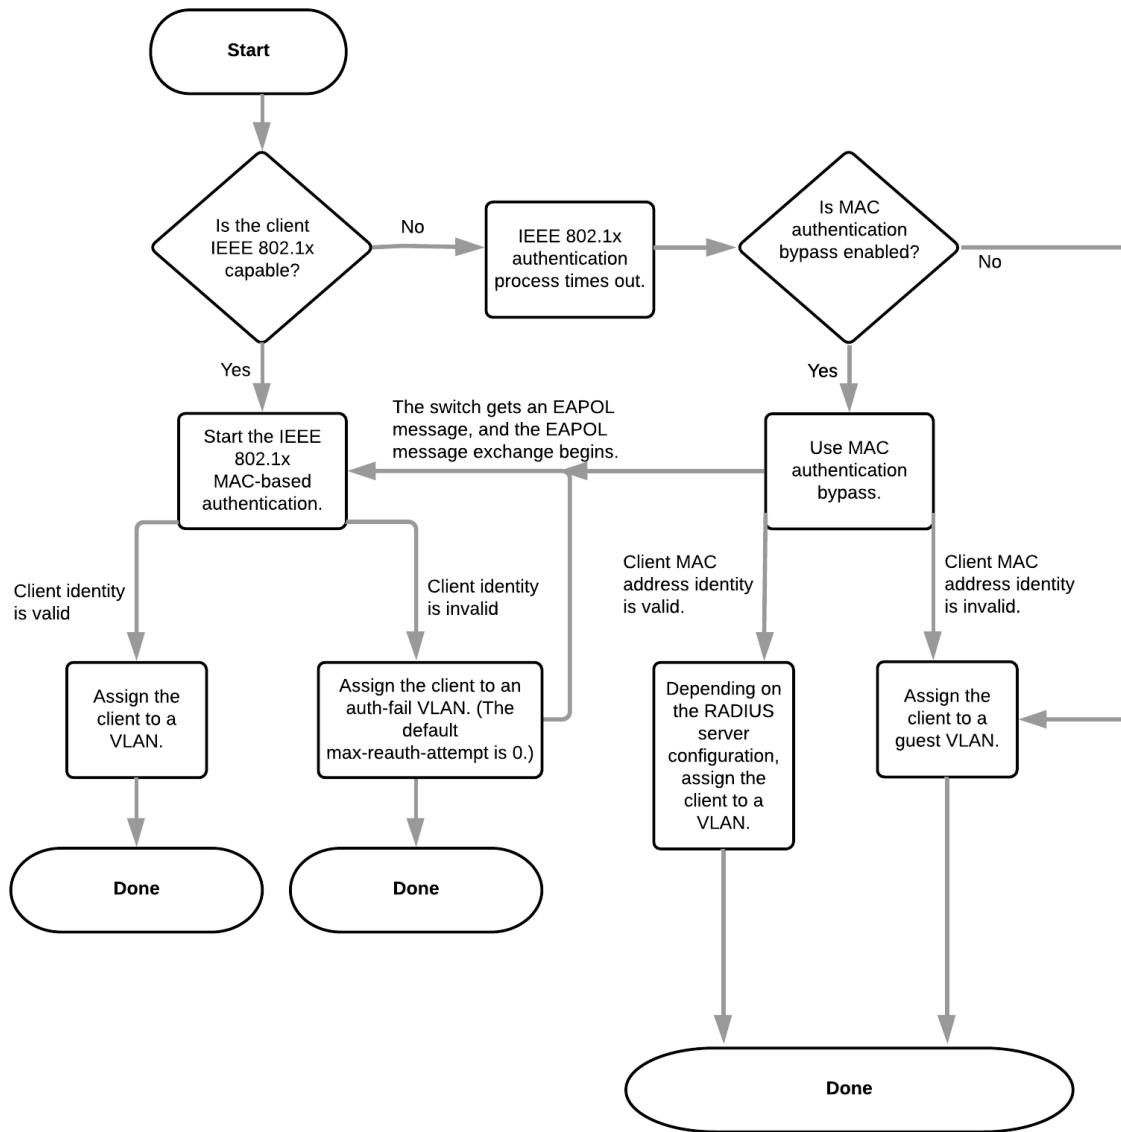 Start
Is the client
IEEE 802.1x
capable?
No
IEEE 802.1x
authentication
process times out.
Is MAC
authentication
bypass enabled?
No
Yes
Yes
The switch gets an EAPOL
message, and the EAPOL
message exchange begins.
Start the IEEE
802.1x
MAC-based
authentication.
Use MAC
authentication
bypass.
Client identity
is valid
Client identity
is invalid
Client MAC
address identity
is valid.
Client MAC
address identity
is invalid.
Assign the
client to a
VLAN.
Assign the client to an
auth-fail VLAN. (The
default
max-reauth-attempt is 0.)
Depending on
the RADIUS
server
configuration,
assign the
client to a
VLAN.
Assign the
client to a
guest VLAN.
Done
Done
Done